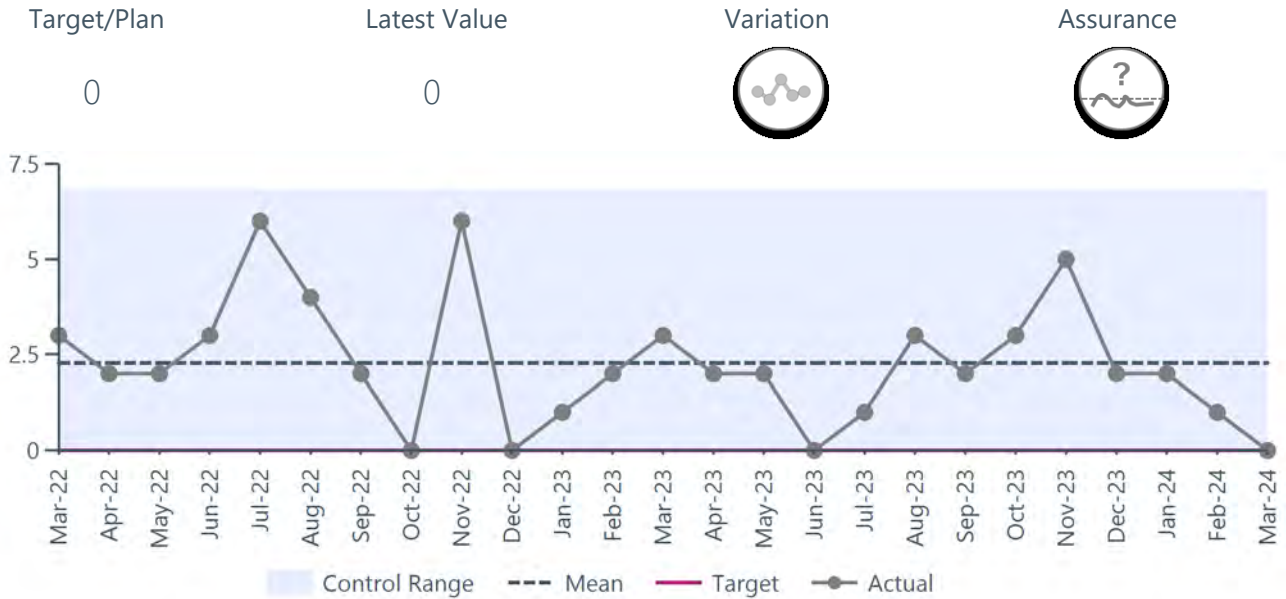 Target/Plan Latest Value Variation Assurance
0 0 ?
7.5
5
2.5
0
Mar-22 Apr-22 May-22 Jun-22 Jul-22 Aug-22 Sep-22 Oct-22 Nov-22 Dec-22 Jan-23 Feb-23 Mar-23 Apr-23 May-23 Jun-23 Jul-23 Aug-23 Sep-23 Oct-23 Nov-23 Dec-23 Jan-24 Feb-24 Mar-24
Control Range Mean Target Actual